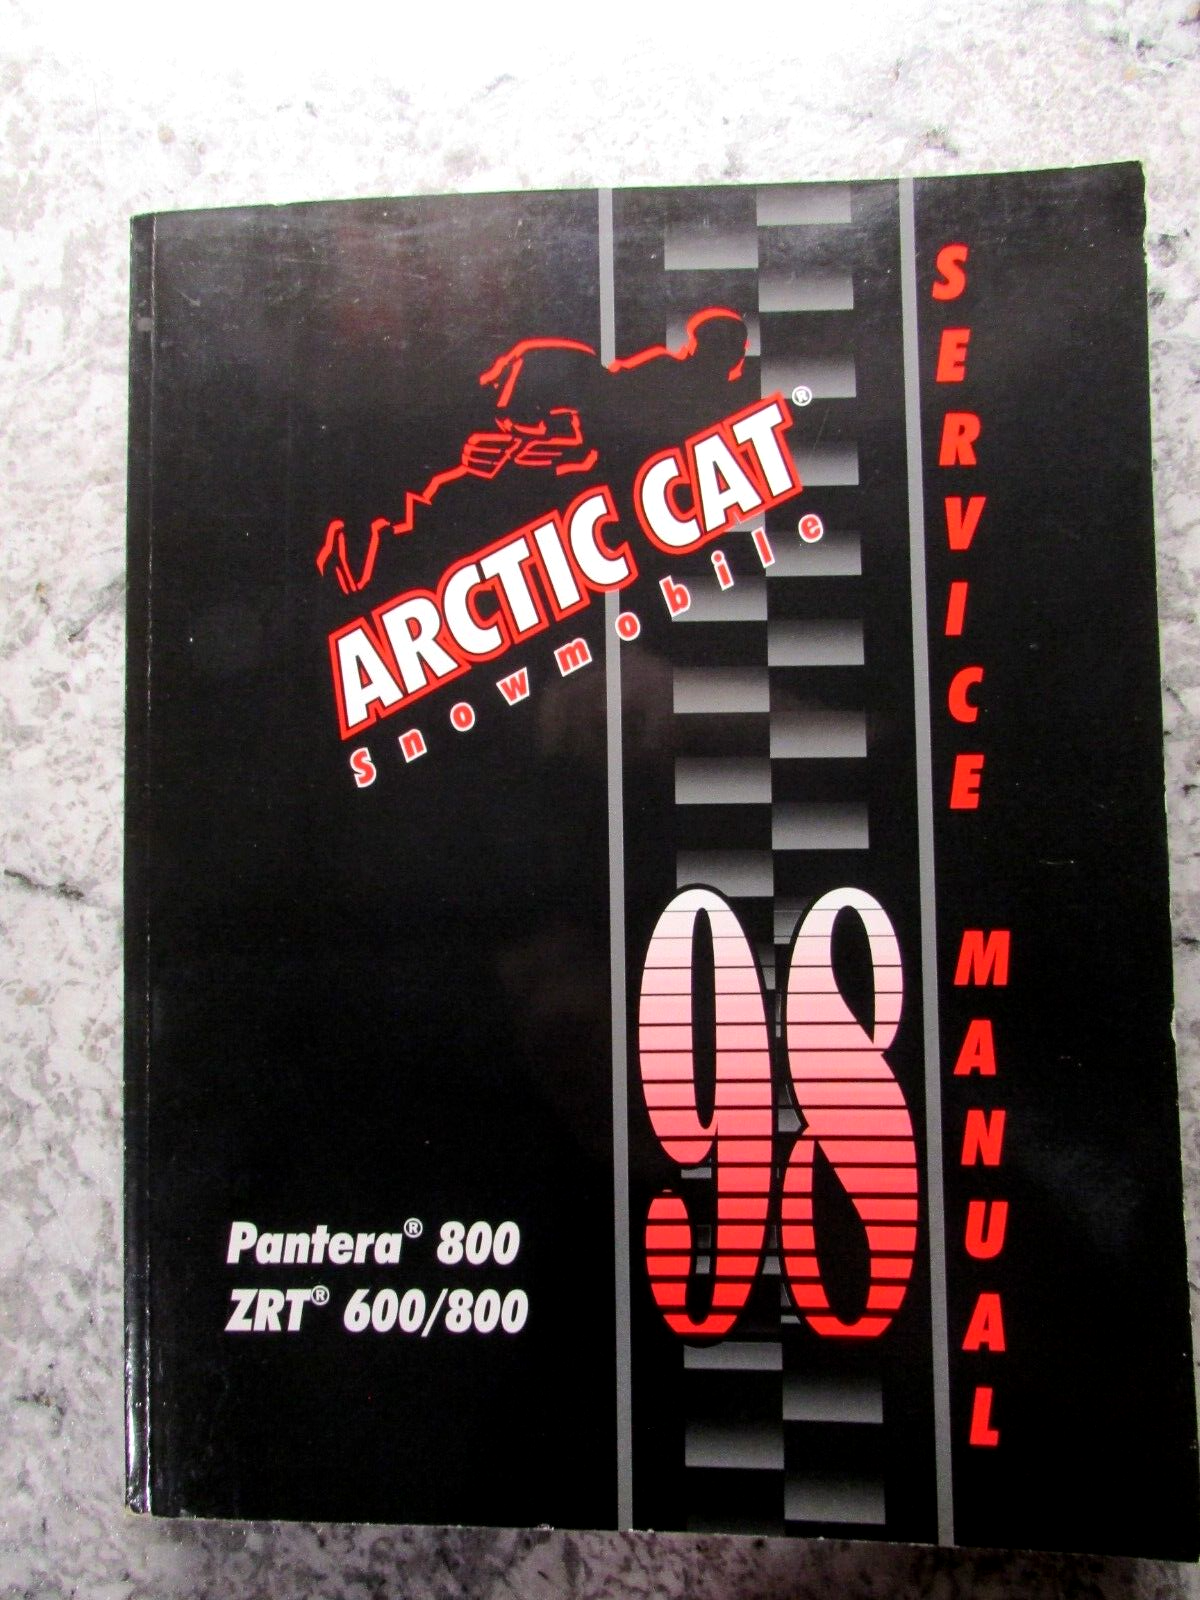 ARCTIC CAT®
Snowmobile
SERVICE MANUAL
98
Pantera® 800
ZRT® 600/800